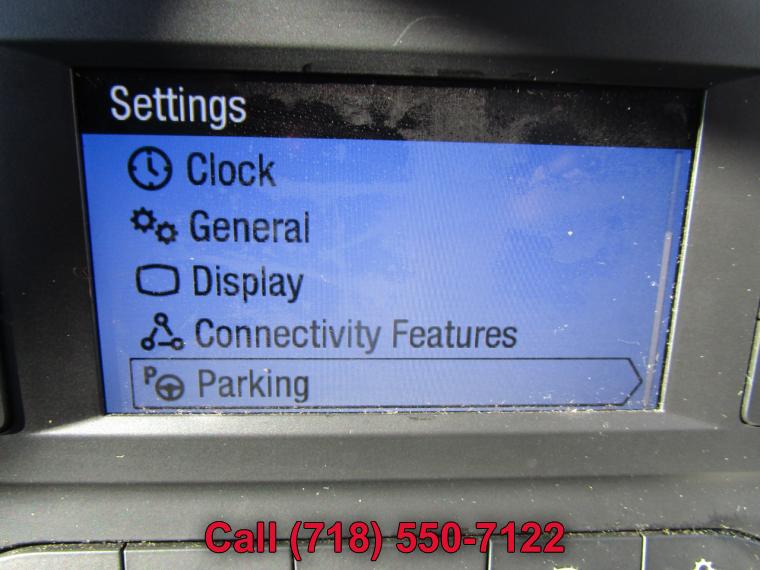 Settings
Clock
General
Display
Connectivity Features
P
Parking
Call (718) 550-7122